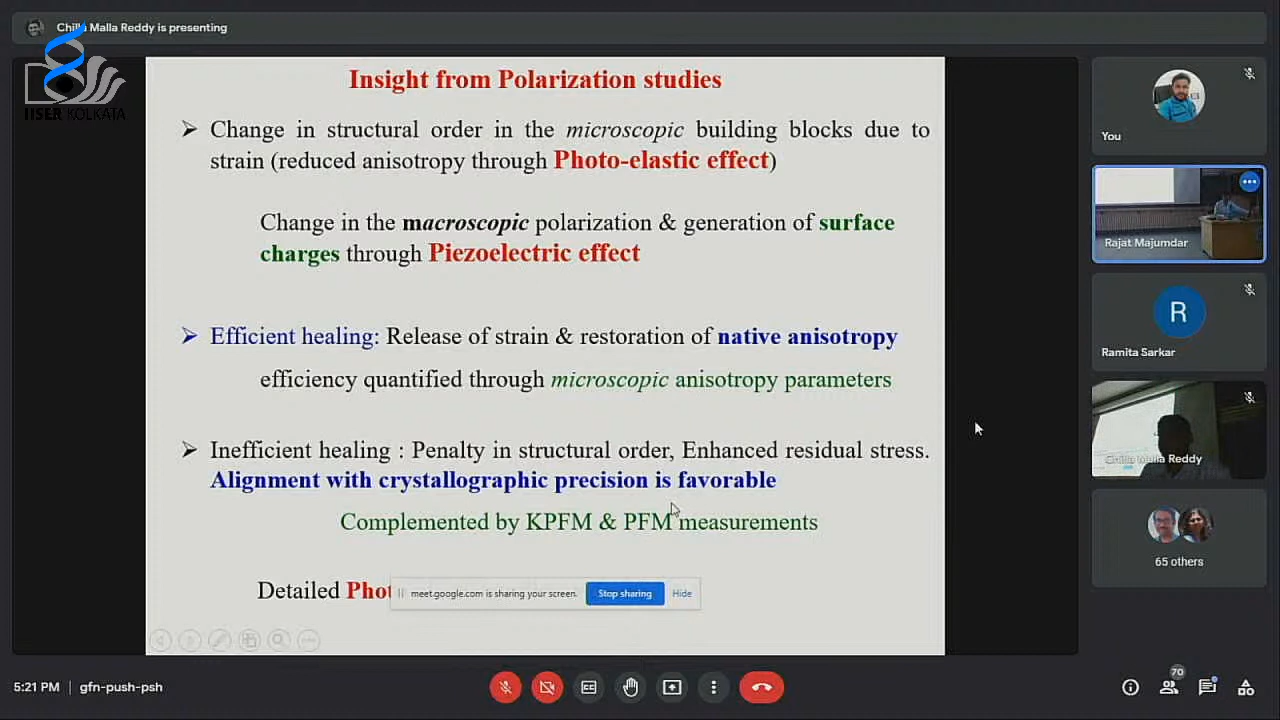 Chilla Malla Reddy is presenting
IISER KOLKATA
Insight from Polarization studies
Change in structural order in the microscopic building blocks due to
strain (reduced anisotropy through Photo-elastic effect)
Change in the macroscopic polarization & generation of surface
charges through Piezoelectric effect
Efficient healing: Release of strain & restoration of native anisotropy
efficiency quantified through microscopic anisotropy parameters
Inefficient healing : Penalty in structural order, Enhanced residual stress.
Alignment with crystallographic precision is favorable
Complemented by KPFM & PFM measurements
Detailed
meet.google.com is sharing your screen.
Stop sharing
Hide
You
Rajat Majumdar
R
Ramita Sarkar
Chilla Malla Reddy
65 others
5:21 PM | gfn-push-psh
70